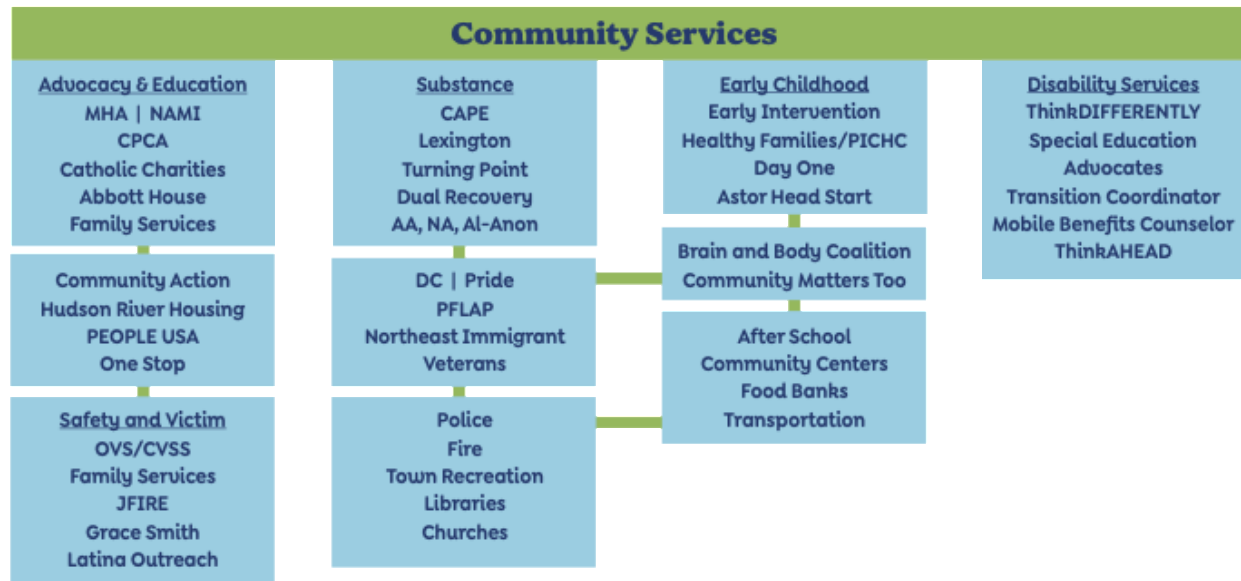 Community Services
Advocacy & Education
MHA | NAMI
CPCA
Catholic Charities
Abbott House
Family Services
Community Action
Hudson River Housing
PEOPLE USA
One Stop
Safety and Victim
OVS/CVSS
Family Services
JFIRE
Grace Smith
Latina Outreach
Substance
CAPE
Lexington
Turning Point
Dual Recovery
AA, NA, Al-Anon
DC | Pride
PFLAP
Northeast Immigrant
Veterans
Police
Fire
Town Recreation
Libraries
Churches
Early Childhood
Early Intervention
Healthy Families/PICHC
Day One
Astor Head Start
Brain and Body Coalition
Community Matters Too
After School
Community Centers
Food Banks
Transportation
Disability Services
ThinkDIFFERENTLY
Special Education
Advocates
Transition Coordinator
Mobile Benefits Counselor
ThinkAHEAD